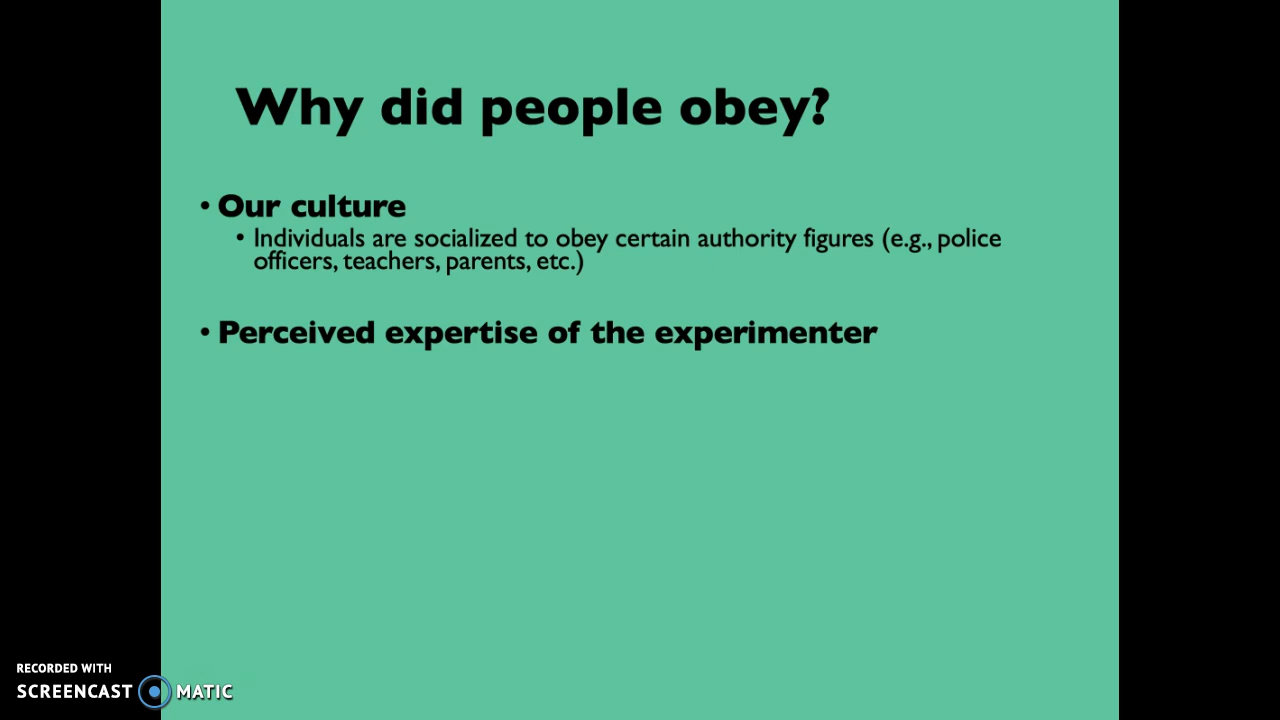 Why did people obey?
• Our culture
• Individuals are socialized to obey certain authority figures (e.g., police
officers, teachers, parents, etc.)
• Perceived expertise of the experimenter
RECORDED WITH
SCREENCAST MATIC